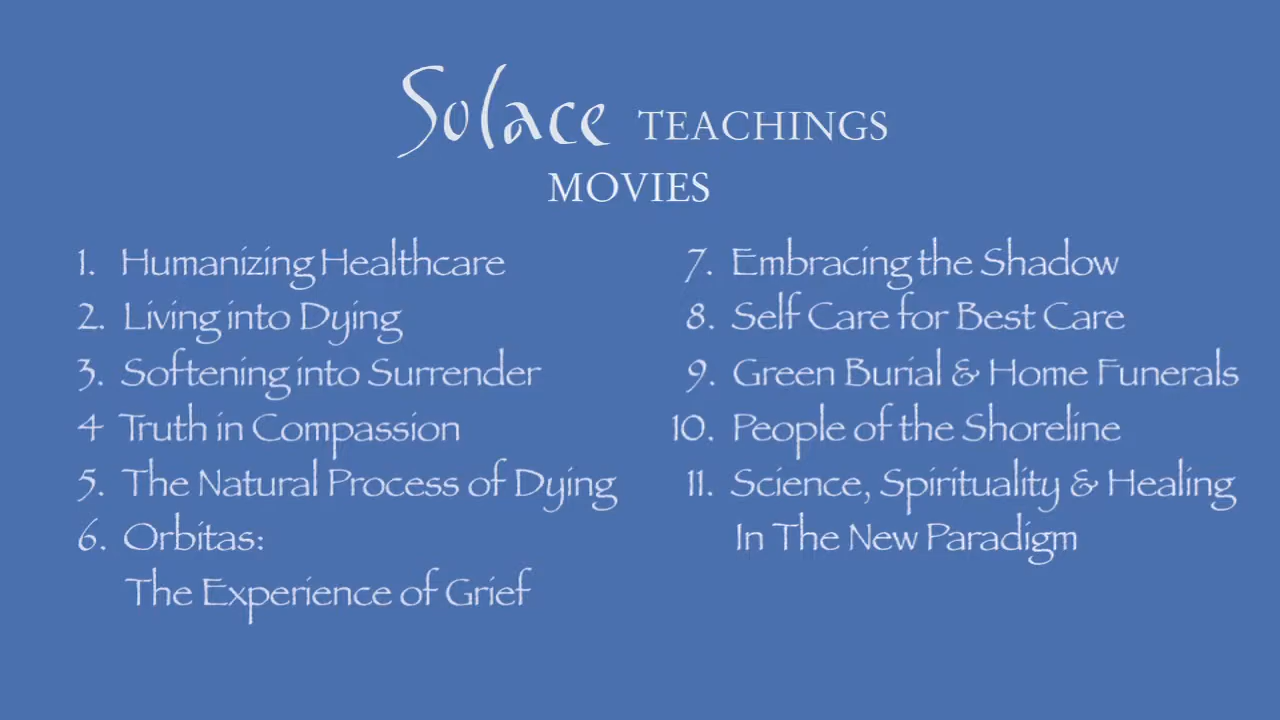 Solace TEACHINGS
MOVIES
1. Humanizing Healthcare
2. Living into Dying
3. Softening into Surrender
4 Truth in Compassion
5. The Natural Process of Dying
6. Orbitas:
The Experience of Grief
7. Embracing the Shadow
8. Self Care for Best Care
9. Green Burial & Home Funerals
10. People of the Shoreline
11. Science, Spirituality & Healing
In The New Paradigm